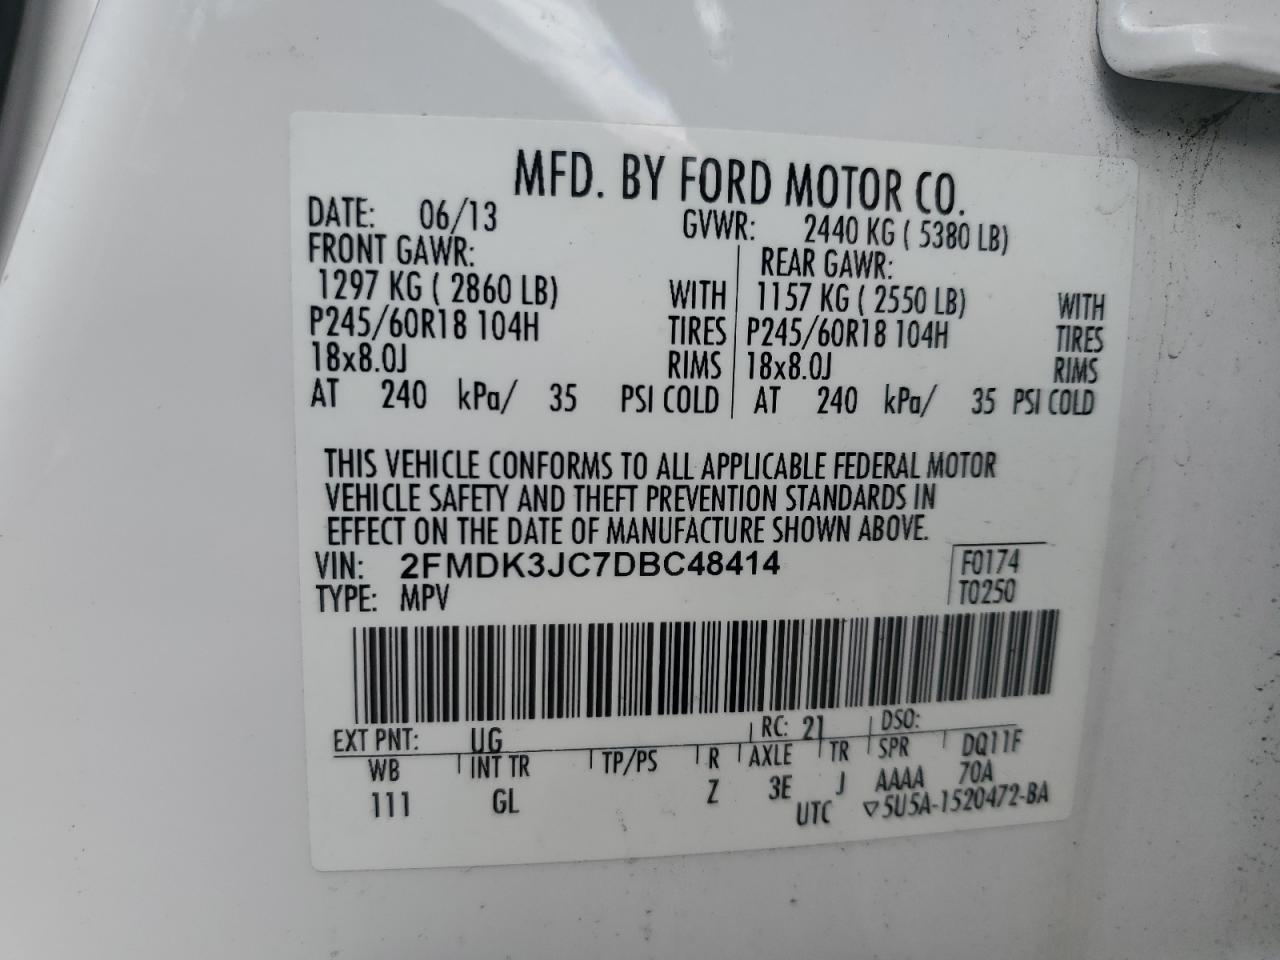 MFD. BY FORD MOTOR CO.
DATE: 06/13 GVWR: 2440 KG ( 5380 LB)
FRONT GAWR: REAR GAWR:
1297 KG ( 2860 LB) WITH 1157 KG ( 2550 LB) WITH
P245/60R18 104H TIRES P245/60R18 104H TIRES
18x8.0J RIMS 18x8.0J RIMS
AT 240 kPa/ 35 PSI COLD AT 240 kPa/ 35 PSI COLD
THIS VEHICLE CONFORMS TO ALL APPLICABLE FEDERAL MOTOR
VEHICLE SAFETY AND THEFT PREVENTION STANDARDS IN
EFFECT ON THE DATE OF MANUFACTURE SHOWN ABOVE.
VIN: 2FMDK3JC7DBC48414 F0174
TYPE: MPV T0250
EXT PNT: UG RC: 21 DSO:
WB INT TR TP/PS R AXLE TR SPR DQ11F
111 GL Z 3E J AAAA 70A
UTC ▽5U5A-1520472-BA